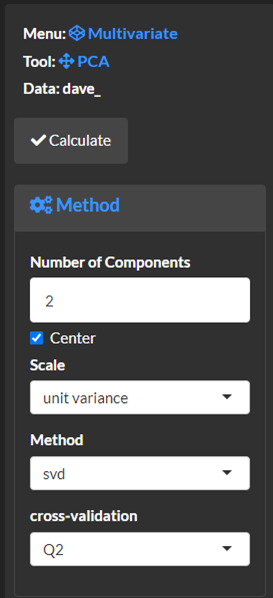 Menu: Multivariate
Tool: PCA
Data: dave_
Calculate
Method
Number of Components
2
Center
Scale
unit variance
Method
svd
cross-validation
Q2